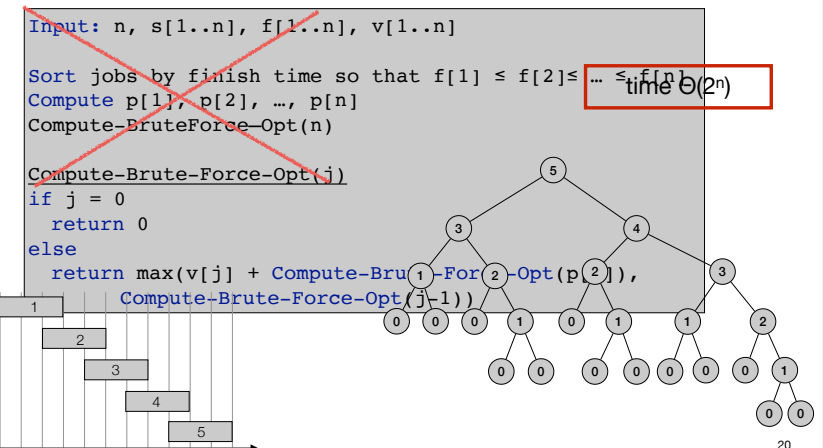 Input: n, s[1..n], f[1..n], v[1..n]
Sort jobs by finish time so that f[1] ≤ f[2]≤ … ≤ f[n]
time Θ(2ⁿ)
Compute p[1], p[2], …, p[n]
Compute-BruteForce-Opt(n)
Compute-Brute-Force-Opt(j)
if j = 0
return 0
else
return max(v[j] + Compute-Brute-Force-Opt(p[j]),
Compute-Brute-Force-Opt(j-1))
5
3 4
1 2 2 3
0 0 0 1 0 1 1 2
0 0 0 0 0 0 0 1
0 0
1
2
3
4
5
20